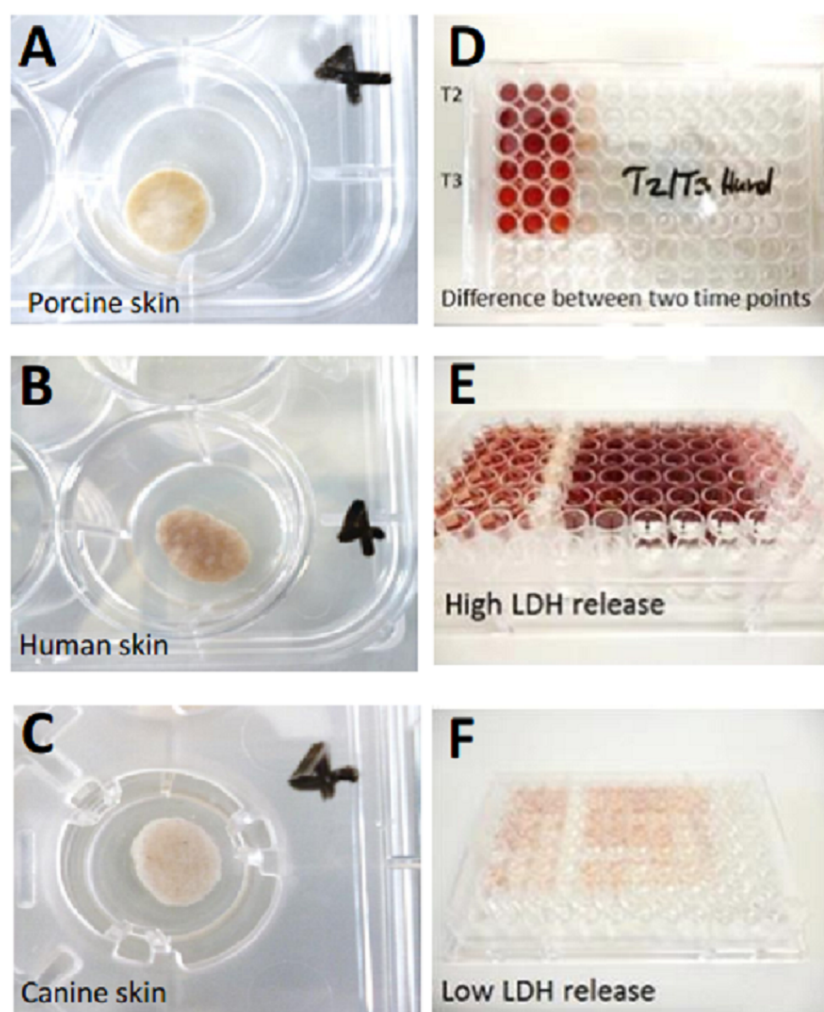 A
4
Porcine skin
B
4
Human skin
C
4
Canine skin
D
T2
T3
T2/T3 Hund
Difference between two time points
E
High LDH release
F
Low LDH release